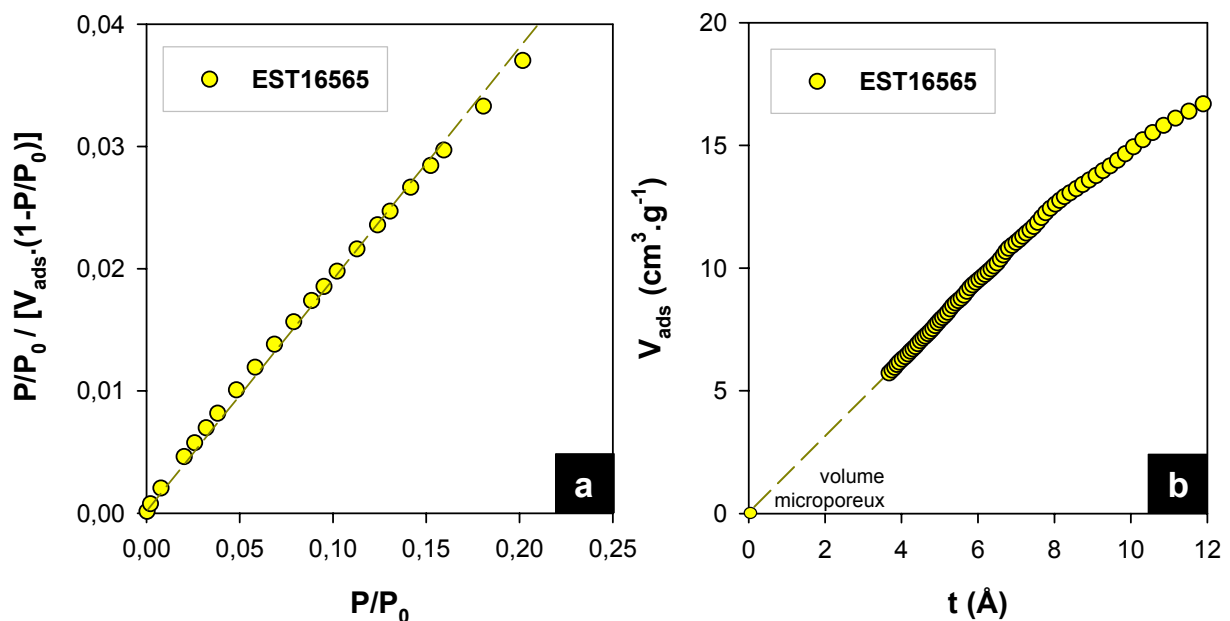 EST16565
0,04
0,03
0,02
0,01
0,00
P/P0 / [Vads.(1-P/P0)]
0,00 0,05 0,10 0,15 0,20 0,25
P/P0
a
EST16565
20
15
10
5
0
Vads (cm3.g-1)
volume
microporeux
0 2 4 6 8 10 12
t (Å)
b